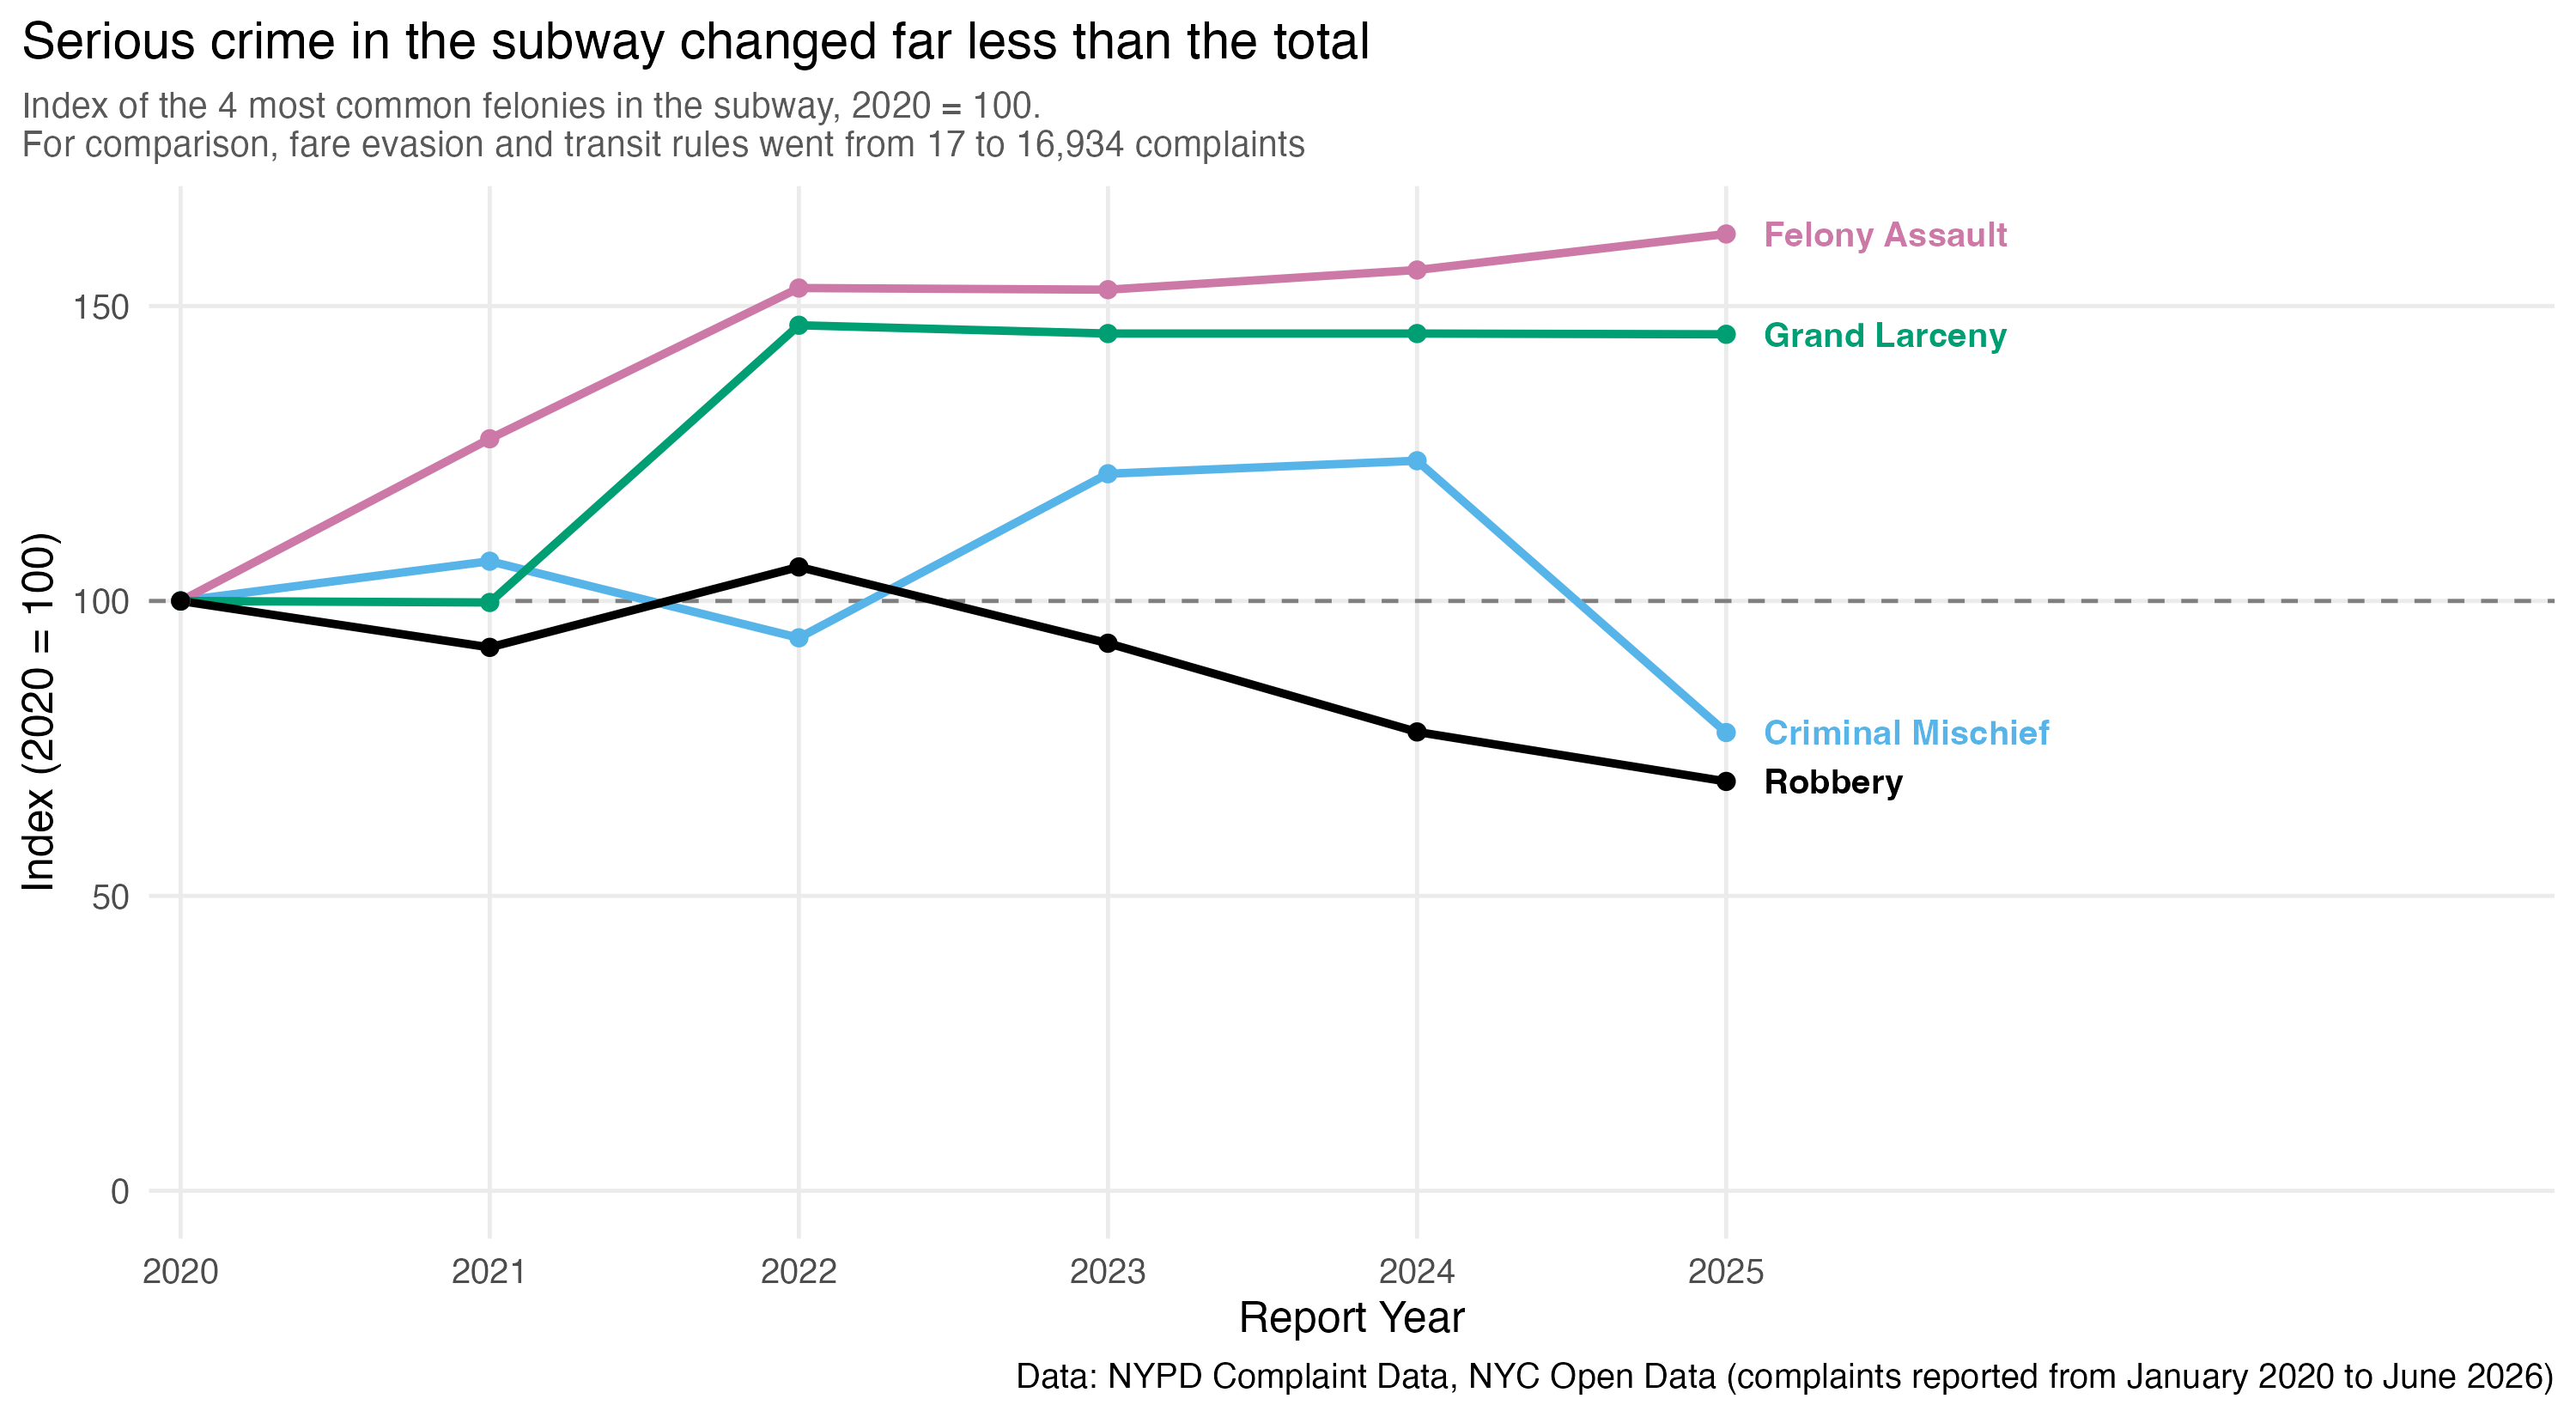 Serious crime in the subway changed far less than the total
Index of the 4 most common felonies in the subway, 2020 = 100.
For comparison, fare evasion and transit rules went from 17 to 16,934 complaints
Index (2020 = 100)
150
100
50
0
Felony Assault
Grand Larceny
Criminal Mischief
Robbery
2020 2021 2022 2023 2024 2025
Report Year
Data: NYPD Complaint Data, NYC Open Data (complaints reported from January 2020 to June 2026)